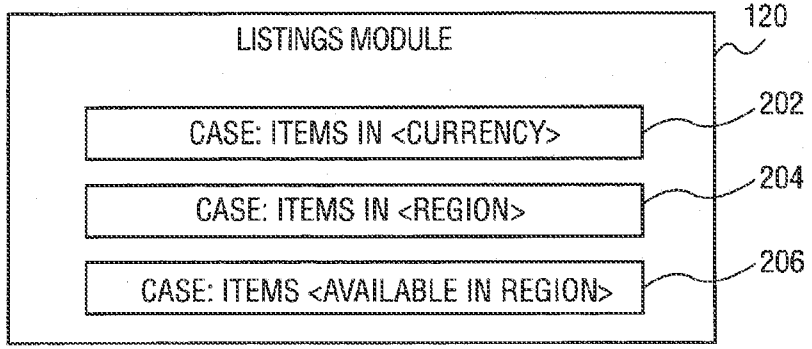 120
LISTINGS MODULE
CASE: ITEMS IN <CURRENCY>
202
CASE: ITEMS IN <REGION>
204
CASE: ITEMS <AVAILABLE IN REGION>
206